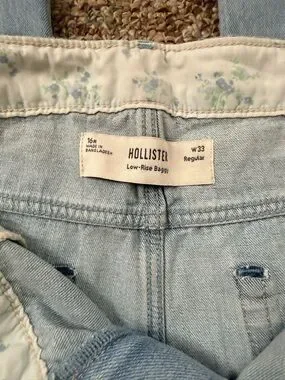 16R
MADE IN
BANGLADESH
HOLLISTER
Low-Rise Baggy
W33
Regular